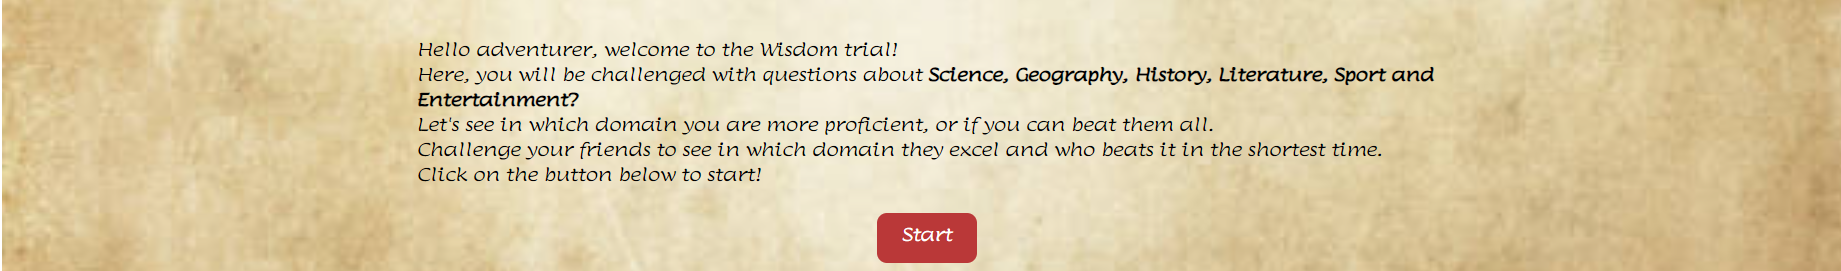 Hello adventurer, welcome to the Wisdom trial!
Here, you will be challenged with questions about Science, Geography, History, Literature, Sport and
Entertainment?
Let's see in which domain you are more proficient, or if you can beat them all.
Challenge your friends to see in which domain they excel and who beats it in the shortest time.
Click on the button below to start!
Start